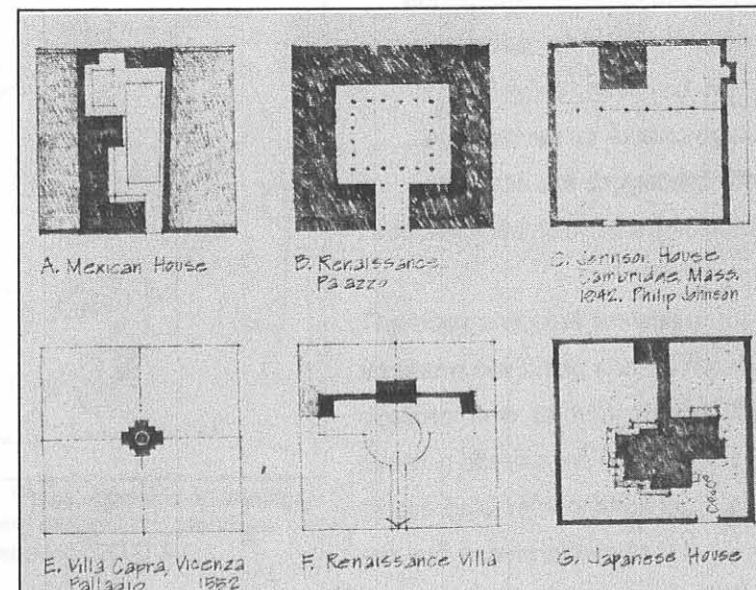 A. Mexican House
B. Renaissance
Palazzo
C. Johnson House
Cambridge, Mass.
1942. Philip Johnson
E. Villa Capra, Vicenza
Palladio 1552
F. Renaissance Villa
G. Japanese House